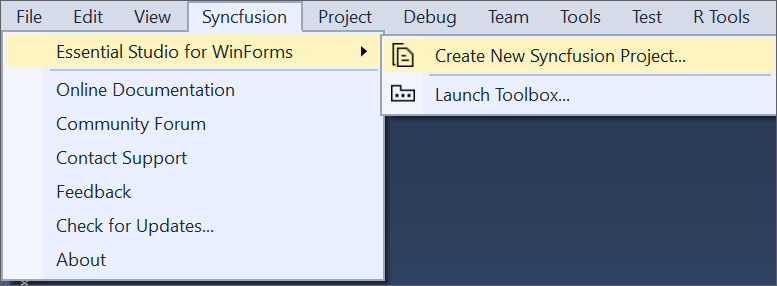 File Edit View Syncfusion Project Debug Team Tools Test R Tools
Essential Studio for WinForms
Create New Syncfusion Project...
Online Documentation
Launch Toolbox...
Community Forum
Contact Support
Feedback
Check for Updates...
About